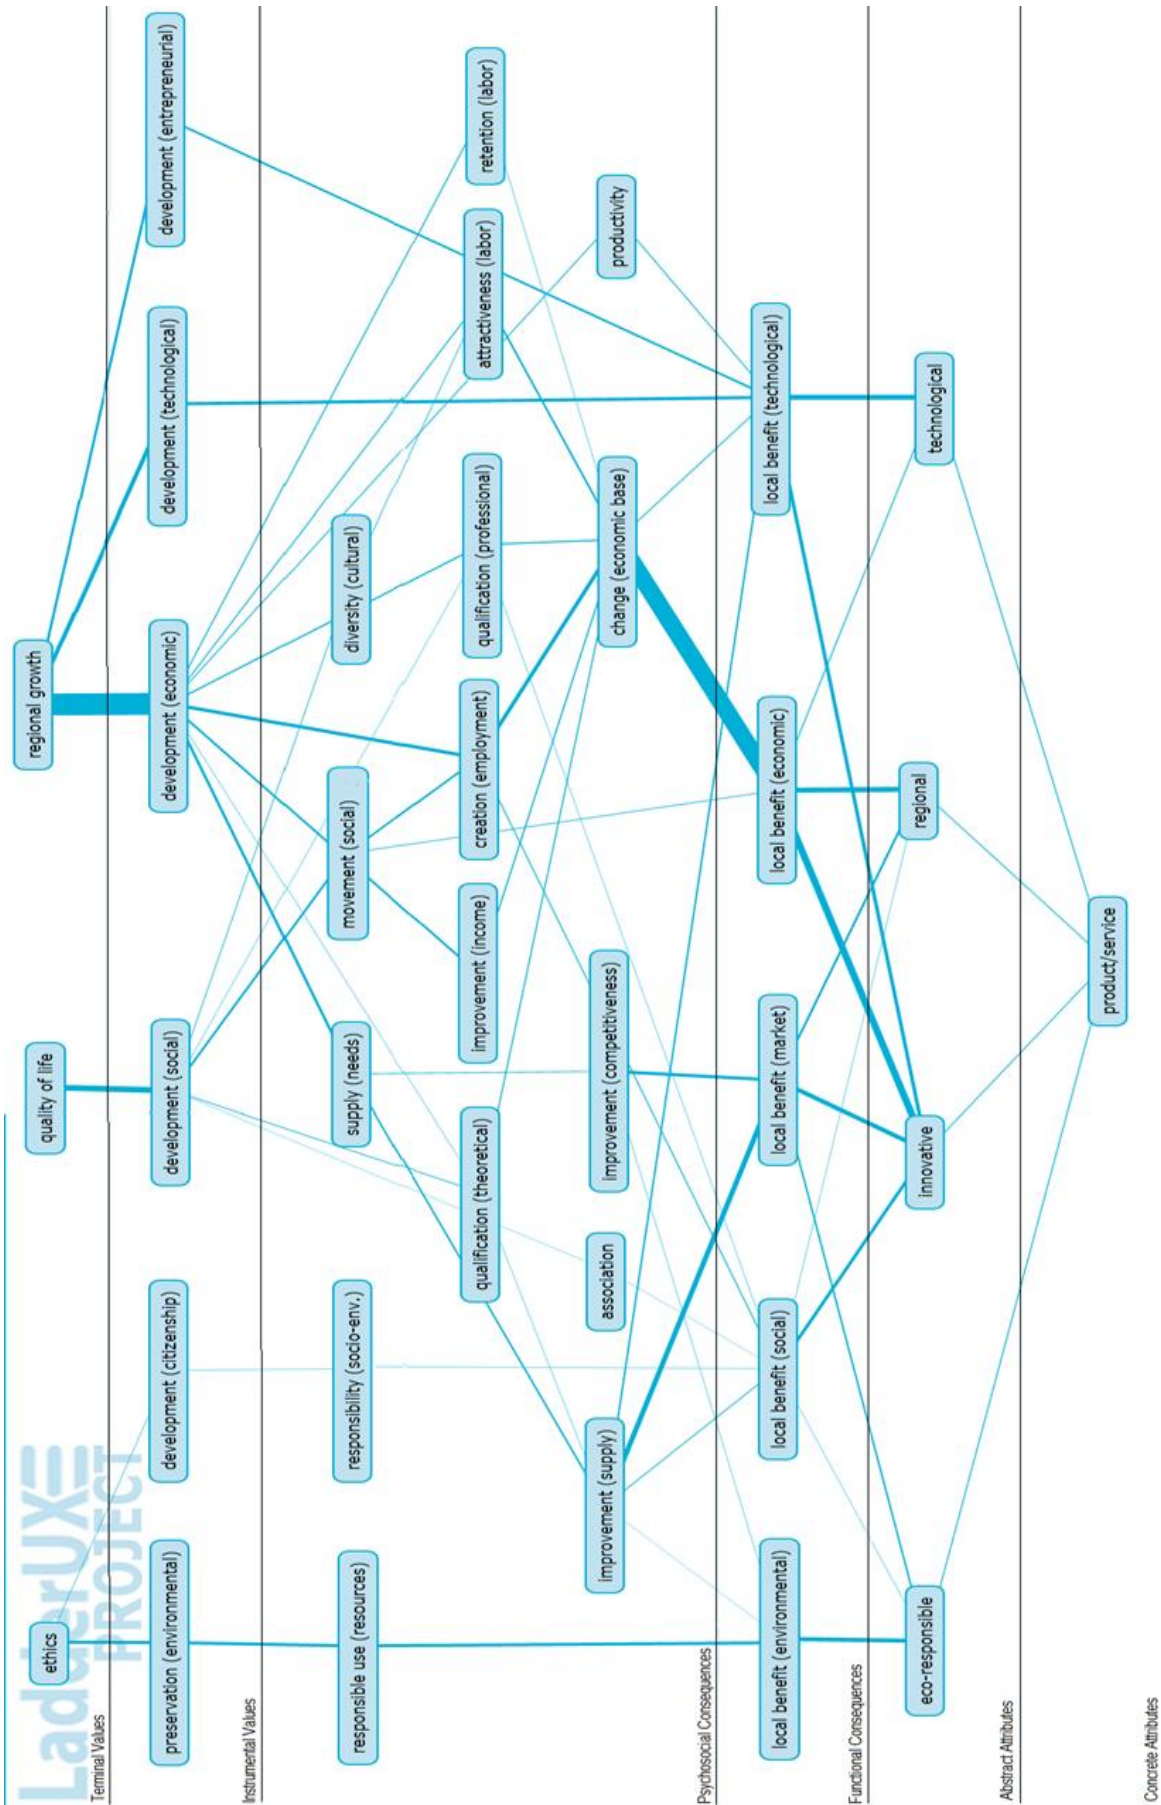 LadderUX
PROJECT
regional growth
quality of life
ethics
Terminal Values
development (entrepreneurial)
development (technological)
development (economic)
development (social)
development (citizenship)
preservation (environmental)
Instrumental Values
diversity (cultural)
movement (social)
supply (needs)
responsibility (socio-env.)
responsible use (resources)
retention (labor)
attractiveness (labor)
qualification (professional)
creation (employment)
improvement (income)
qualification (theoretical)
productivity
change (economic base)
improvement (competitiveness)
association
improvement (supply)
Psychosocial Consequences
local benefit (technological)
local benefit (economic)
local benefit (market)
local benefit (social)
local benefit (environmental)
Functional Consequences
technological
regional
innovative
eco-responsible
Abstract Attributes
product/service
Concrete Attributes